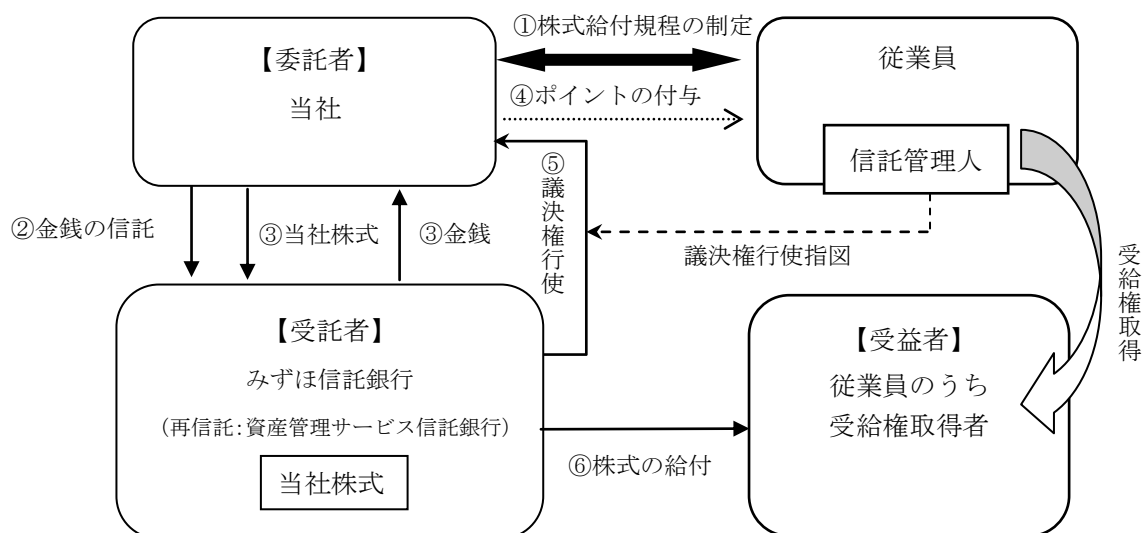 ①株式給付規程の制定
【委託者】
当社
従業員
④ポイントの付与
信託管理人
⑤議決権行使
②金銭の信託
③当社株式
③金銭
議決権行使指図
受給権取得
【受託者】
みずほ信託銀行
(再信託:資産管理サービス信託銀行)
当社株式
【受益者】
従業員のうち
受給権取得者
⑥株式の給付